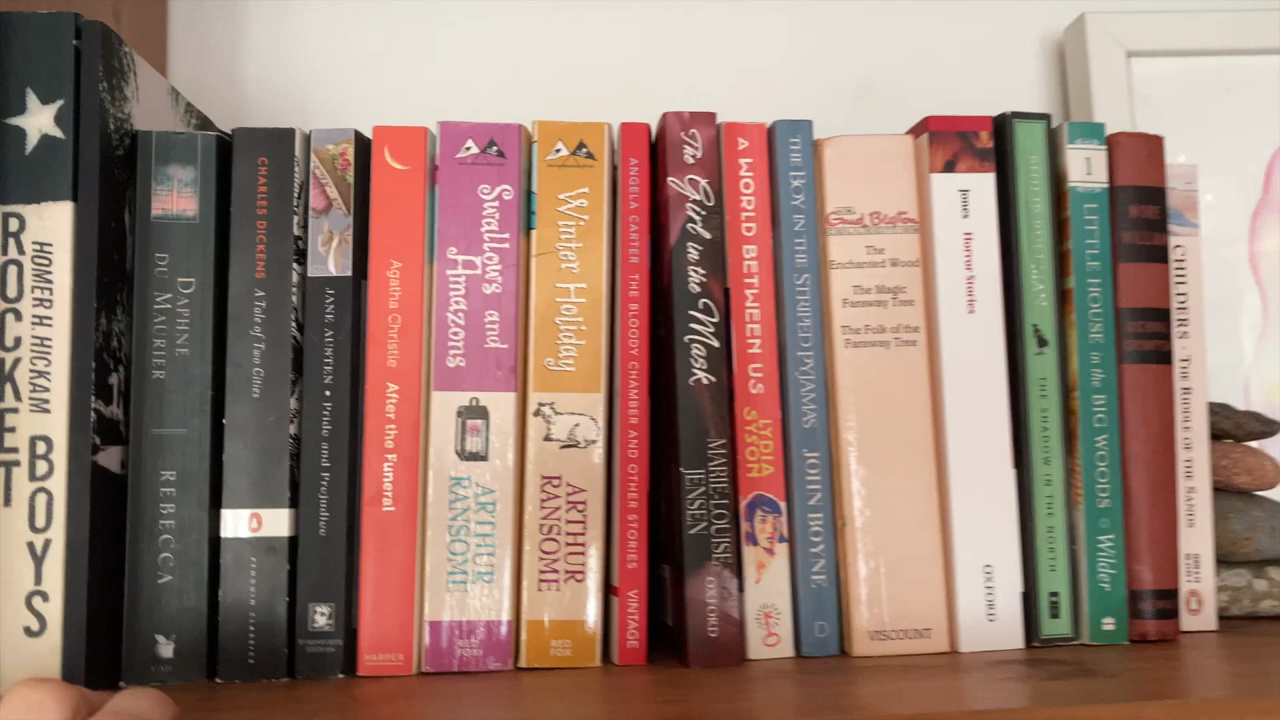 ROCKET BOYS
HOMER H. HICKAM
DAPHNE
DU MAURIER
REBECCA
CHARLES DICKENS A Tale of Two Cities
PENGUIN CLASSICS
JANE AUSTEN • Pride and Prejudice
Agatha Christie After the Funeral
HARPER
Swallows and
Amazons
ARTHUR
RANSOME
RED
FOX
Winter Holiday
ARTHUR
RANSOME
RED
FOX
ANGELA CARTER THE BLOODY CHAMBER AND OTHER STORIES VINTAGE
The Girl in the Mask
MARIE-LOUISE
JENSEN
OXFORD
A WORLD BETWEEN US
LYDIA
SYSON
THE BOY IN THE STRIPED PYJAMAS JOHN BOYNE
Enid Blyton
The
Enchanted Wood
The Magic
Faraway Tree
The Folk of the
Faraway Tree
VISCOUNT
Jones Horror Stories OXFORD
THE SHADOW IN THE NORTH
1
LITTLE HOUSE in the BIG WOODS Wilder
CHILDERS · The Riddle of the Sands